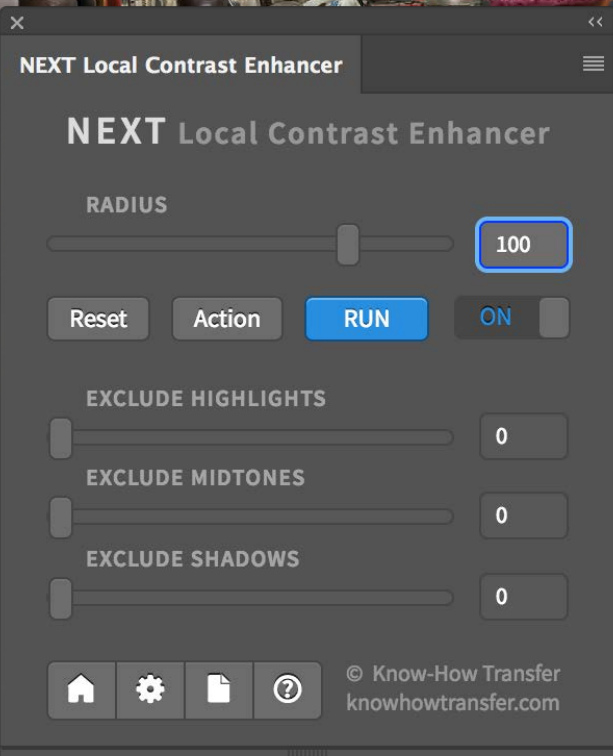 NEXT Local Contrast Enhancer
NEXT Local Contrast Enhancer
RADIUS
100
Reset Action RUN ON
EXCLUDE HIGHLIGHTS
0
EXCLUDE MIDTONES
0
EXCLUDE SHADOWS
0
© Know-How Transfer
knowhowtransfer.com